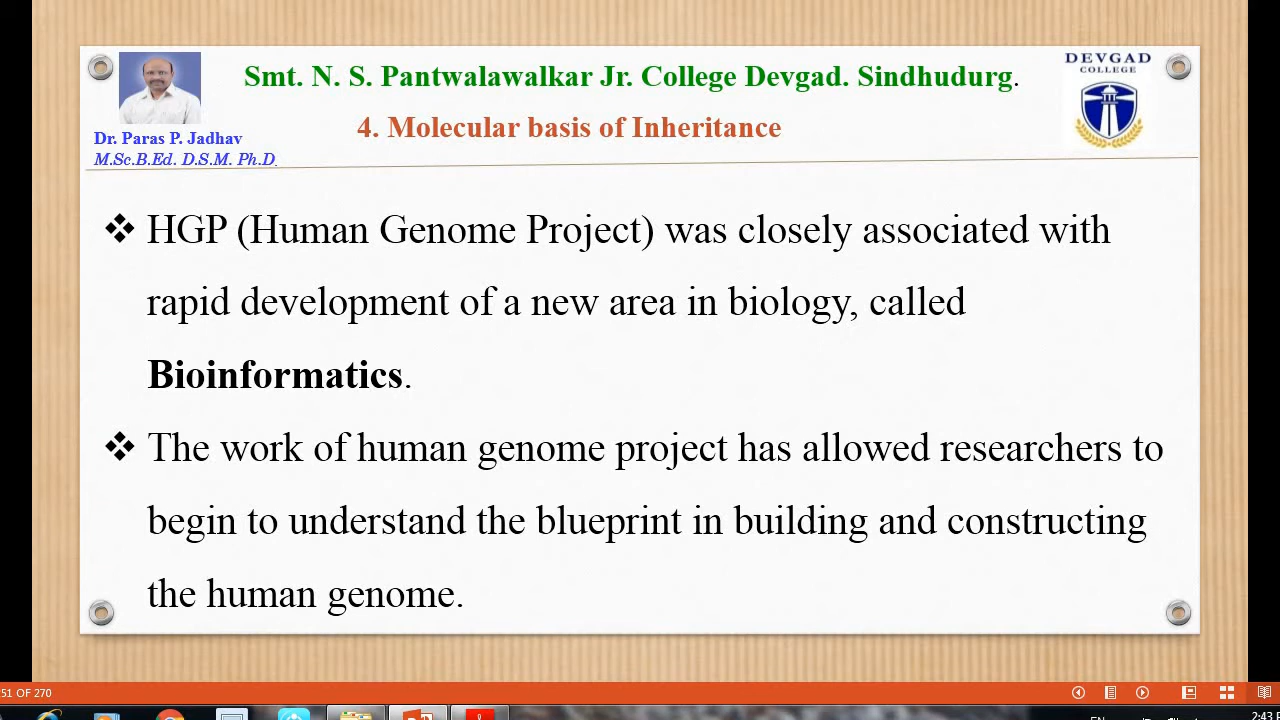 Smt. N. S. Pantwalawalkar Jr. College Devgad. Sindhudurg.
DEVGAD
COLLEGE
4. Molecular basis of Inheritance
Dr. Paras P. Jadhav
M.Sc.B.Ed. D.S.M. Ph.D.
❖ HGP (Human Genome Project) was closely associated with
rapid development of a new area in biology, called
Bioinformatics.
❖ The work of human genome project has allowed researchers to
begin to understand the blueprint in building and constructing
the human genome.
51 OF 270
EN
2:43